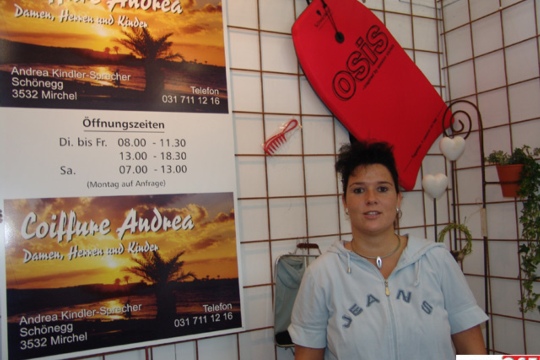 Coiffure Andrea
Damen, Herren und Kinder
Andrea Kindler-Sprecher
Schönegg
3532 Mirchel
Telefon
031 711 12 16
Öffnungszeiten
Di. bis Fr. 08.00 - 11.30
13.00 - 18.30
Sa. 07.00 - 13.00
(Montag auf Anfrage)
Coiffure Andrea
Damen, Herren und Kinder
Andrea Kindler-Sprecher
Schönegg
3532 Mirchel
Telefon
031 711 12 16
osis
JEANS